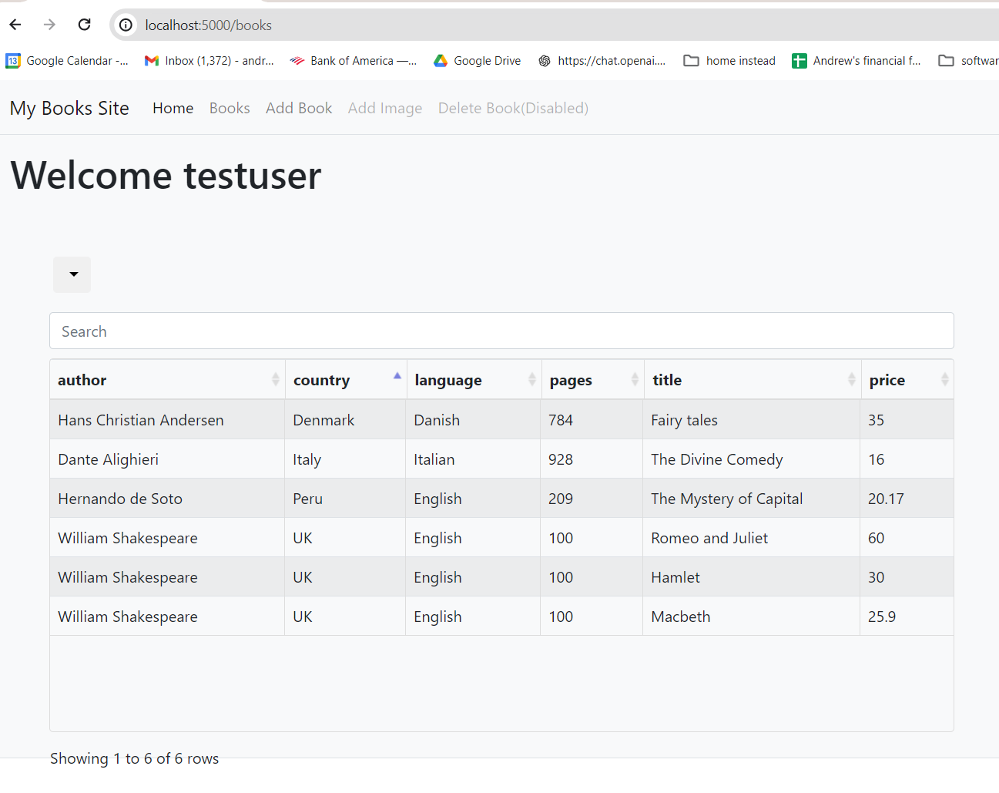 localhost:5000/books
13 Google Calendar -... Inbox (1,372) - andr... Bank of America —... Google Drive https://chat.openai.... home instead Andrew's financial f... softwar
My Books Site Home Books Add Book Add Image Delete Book(Disabled)
Welcome testuser
Search
author country language pages title price
Hans Christian Andersen Denmark Danish 784 Fairy tales 35
Dante Alighieri Italy Italian 928 The Divine Comedy 16
Hernando de Soto Peru English 209 The Mystery of Capital 20.17
William Shakespeare UK English 100 Romeo and Juliet 60
William Shakespeare UK English 100 Hamlet 30
William Shakespeare UK English 100 Macbeth 25.9
Showing 1 to 6 of 6 rows